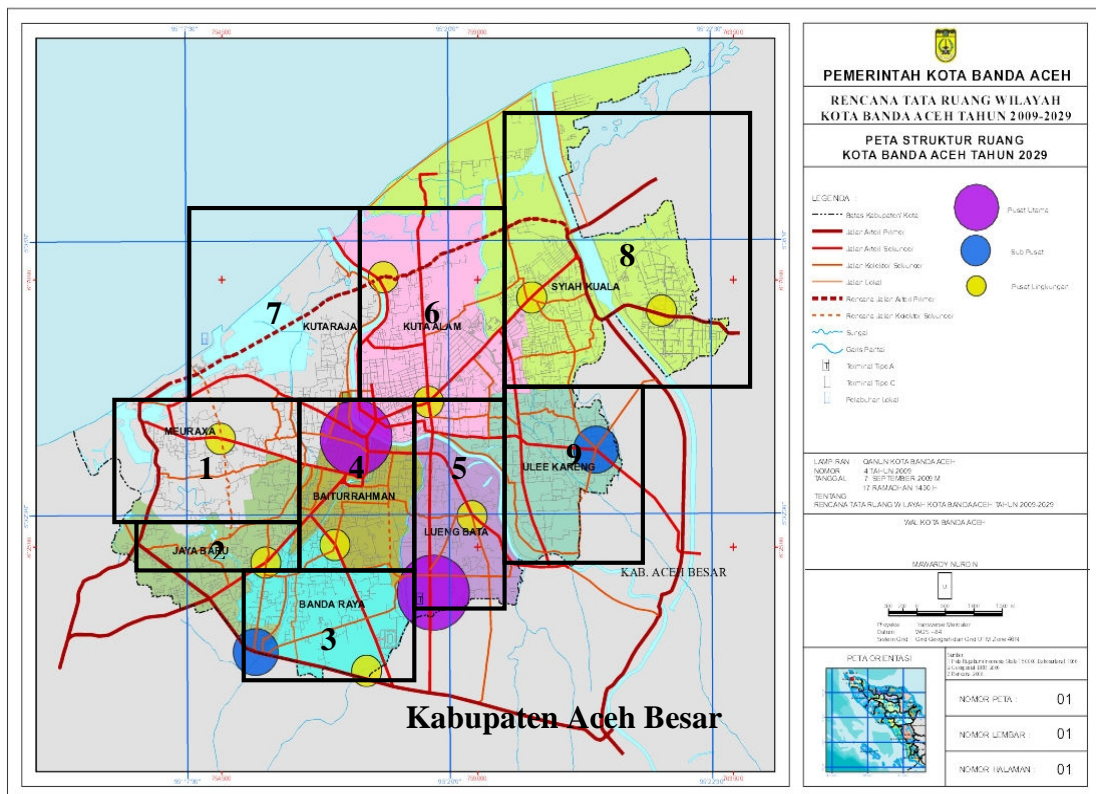 7
KUTARAJA
6
KUTA ALAM
8
SYIAH KUALA
MEURAXA
1
4
BAITURRAHMAN
5
LUENG BATA
9
ULEE KARENG
2
JAYA BARU
BANDA RAYA
3
KAB. ACEH BESAR
Kabupaten Aceh Besar
PEMERINTAH KOTA BANDA ACEH
RENCANA TATA RUANG WILAYAH
KOTA BANDA ACEH TAHUN 2009-2029
PETA STRUKTUR RUANG
KOTA BANDA ACEH TAHUN 2029
LEGENDA :
Batas Kabupaten/Kota
Jalan Arteri Primer
Jalan Arteri Sekunder
Jalan Kolektor Sekunder
Jalan Lokal
Rencana Jalan Arteri Primer
Rencana Jalan Kolektor Sekunder
Sungai
Garis Pantai
Terminal Tipe A
Terminal Tipe C
Pelabuhan Lokal
Pusat Utama
Sub Pusat
Pusat Lingkungan
LAMPIRAN QANUN KOTA BANDA ACEH
NOMOR 4 TAHUN 2009
TANGGAL 7 SEPTEMBER 2009 M
17 RAMADHAN 1430 H
TENTANG
RENCANA TATA RUANG WILAYAH KOTA BANDA ACEH TAHUN 2009-2029
WALIKOTA BANDA ACEH
MAWARDY NURDIN
U
PETA ORIENTASI
NOMOR PETA : 01
NOMOR LEMBAR : 01
NOMOR HALAMAN : 01